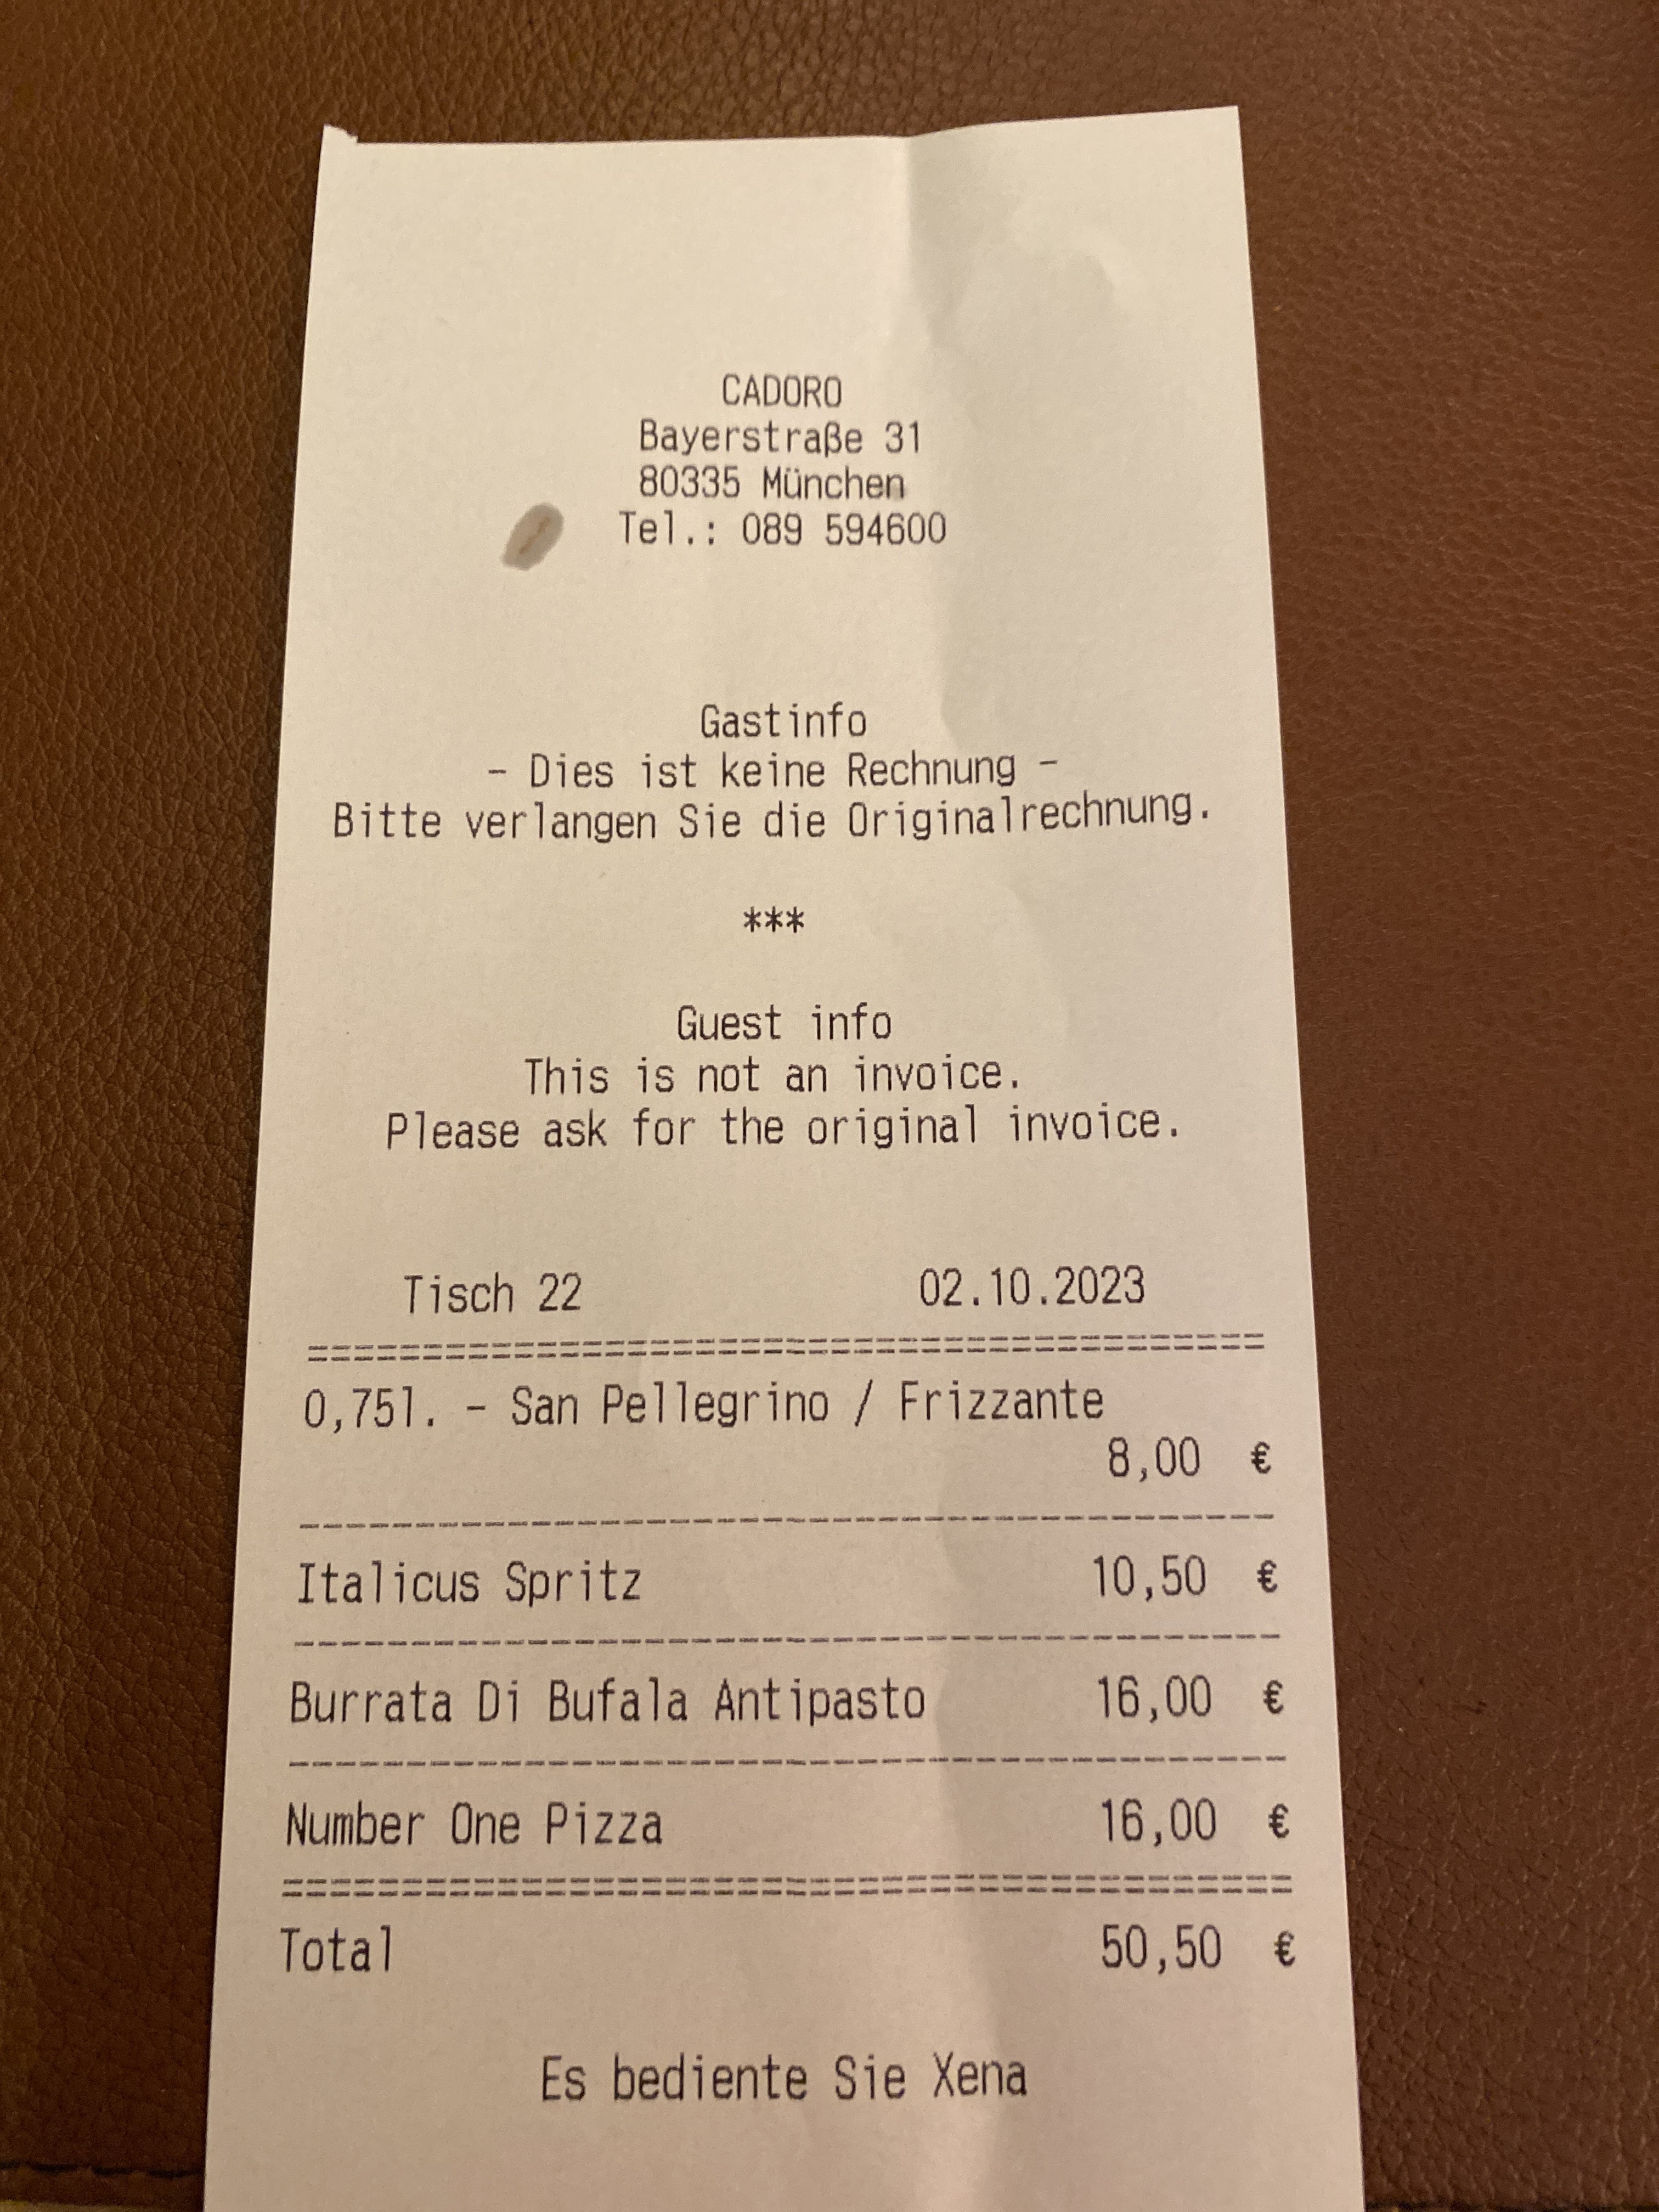 CADORO
Bayerstraße 31
80335 München
Tel.: 089 594600
Gastinfo
- Dies ist keine Rechnung -
Bitte verlangen Sie die Originalrechnung.
***
Guest info
This is not an invoice.
Please ask for the original invoice.
Tisch 22 02.10.2023
0,75l. - San Pellegrino / Frizzante
8,00 €
Italicus Spritz 10,50 €
Burrata Di Bufala Antipasto 16,00 €
Number One Pizza 16,00 €
Total 50,50 €
Es bediente Sie Xena